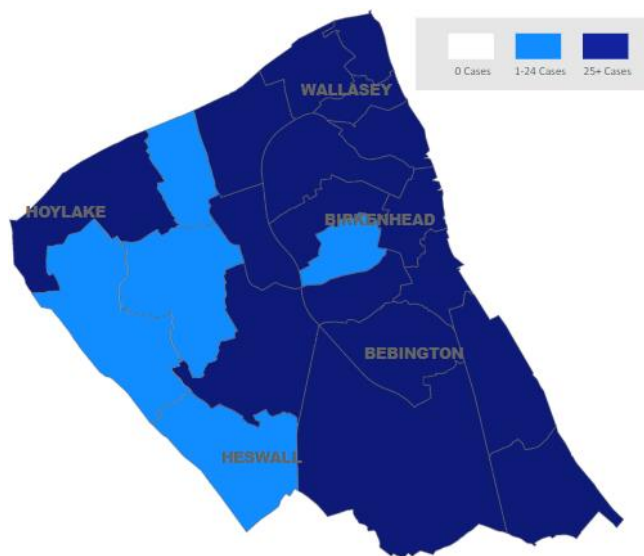 0 Cases
1-24 Cases
25+ Cases
WALLASEY
HOYLAKE
BIRKENHEAD
BEBINGTON
HESWALL